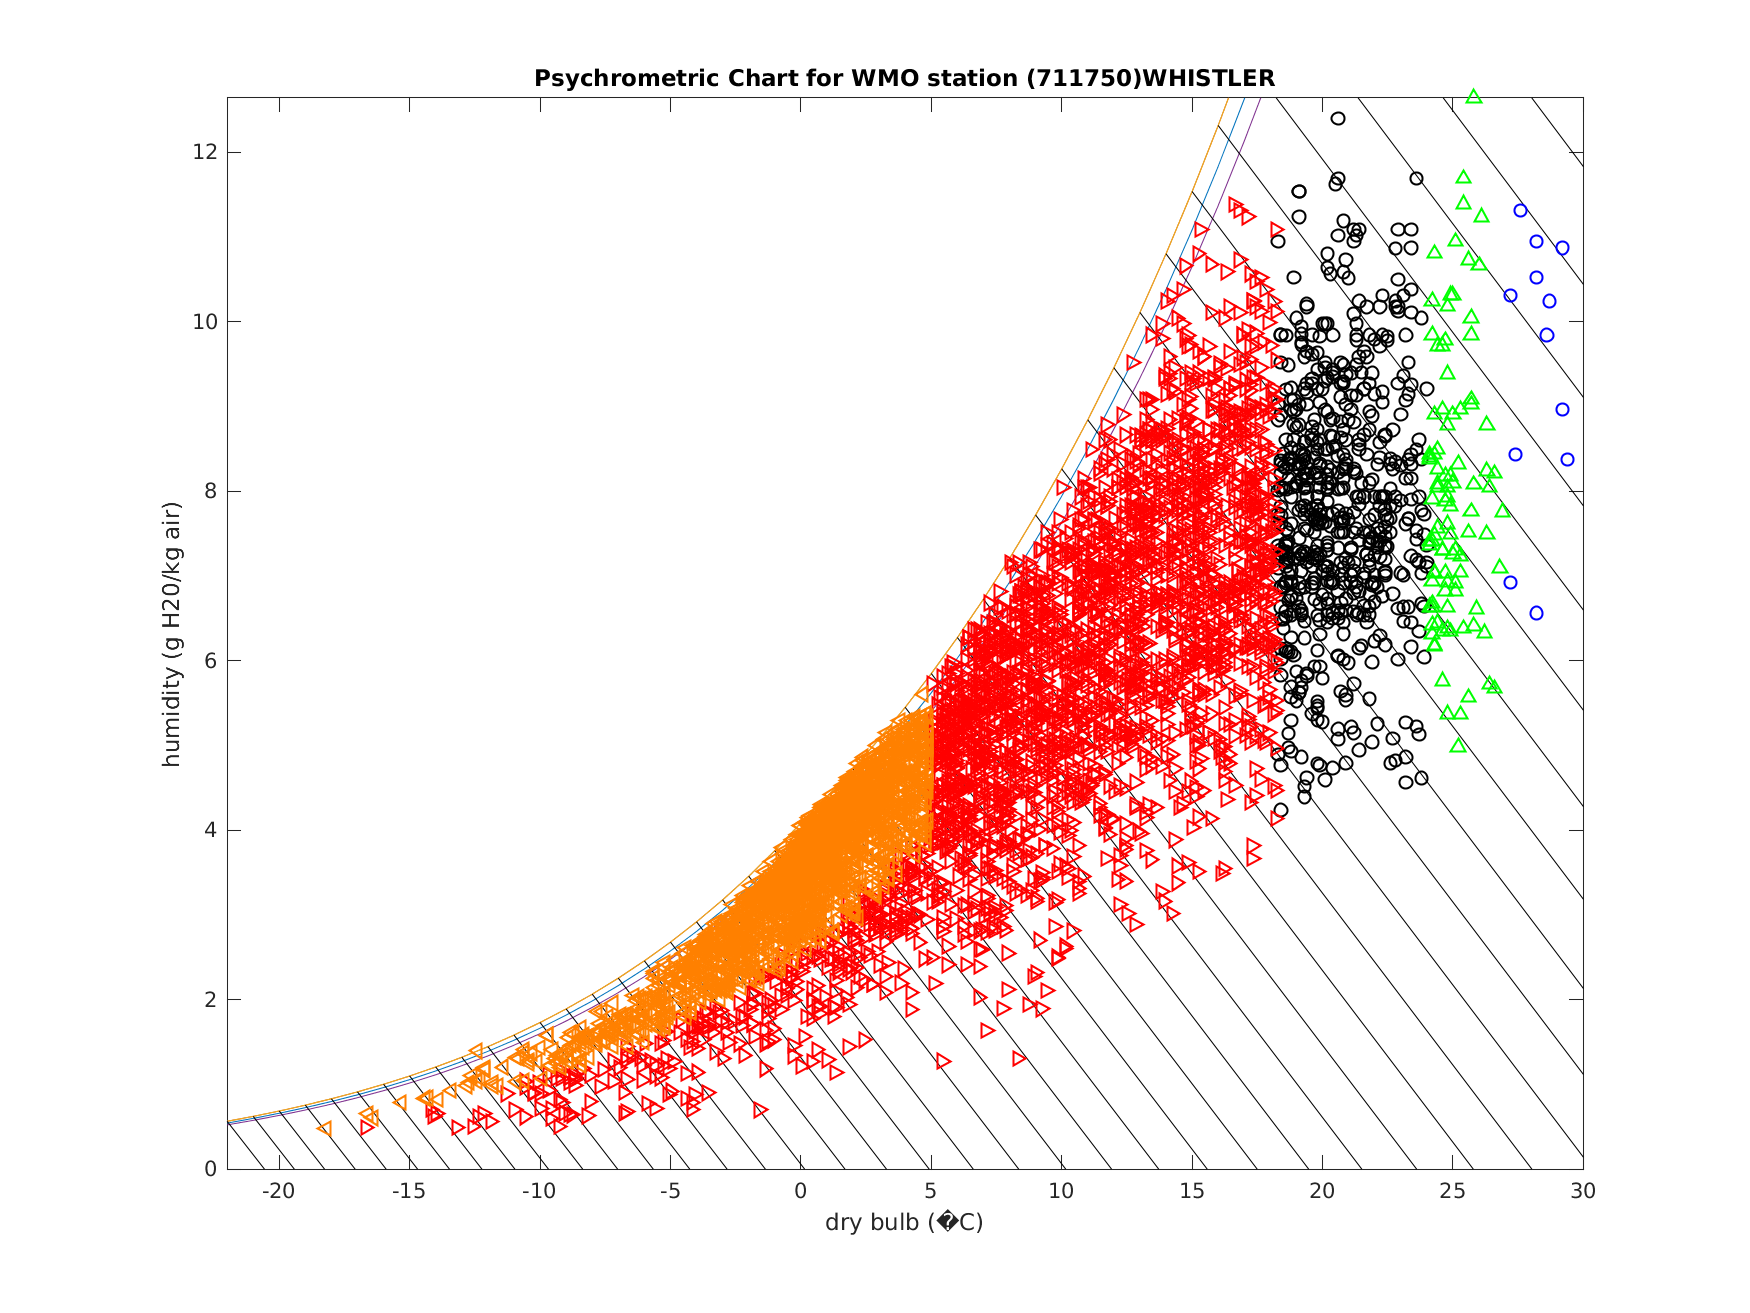 Psychrometric Chart for WMO station (711750)WHISTLER
12
10
8
6
4
2
0
humidity (g H20/kg air)
-20 -15 -10 -5 0 5 10 15 20 25 30
dry bulb (�C)